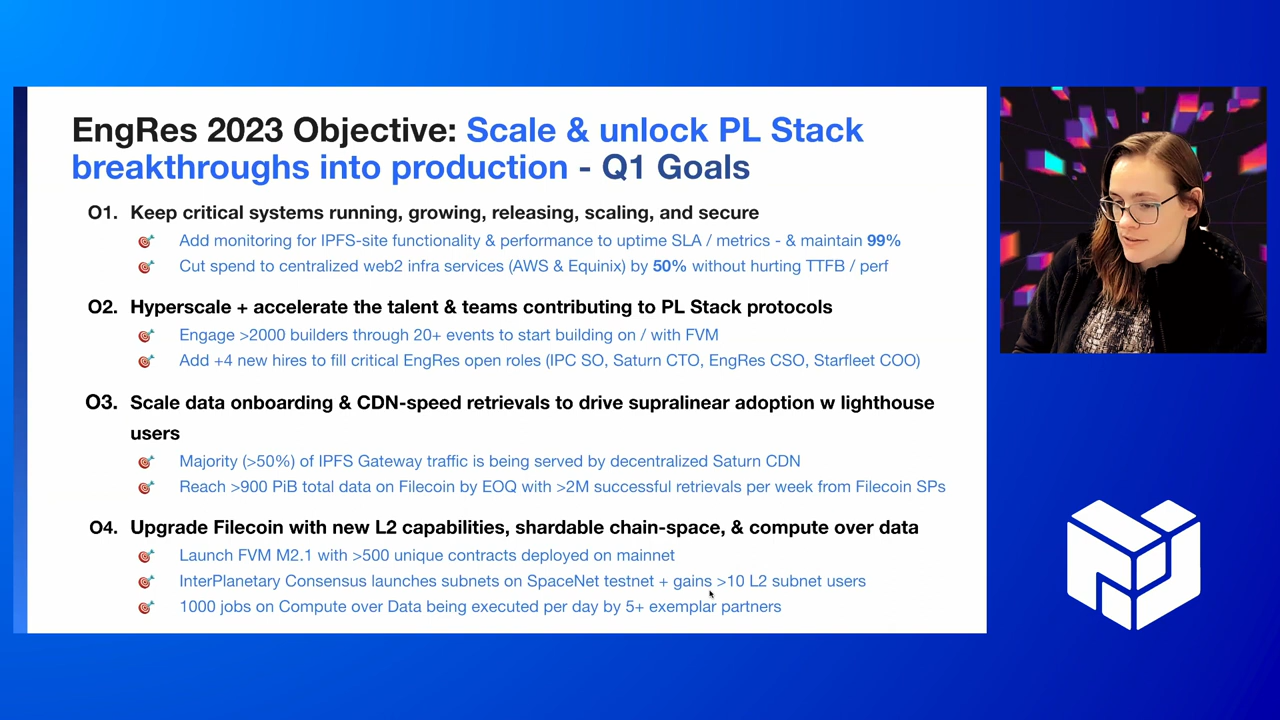 EngRes 2023 Objective: Scale & unlock PL Stack
breakthroughs into production - Q1 Goals
O1. Keep critical systems running, growing, releasing, scaling, and secure
Add monitoring for IPFS-site functionality & performance to uptime SLA / metrics - & maintain 99%
Cut spend to centralized web2 infra services (AWS & Equinix) by 50% without hurting TTFB / perf
O2. Hyperscale + accelerate the talent & teams contributing to PL Stack protocols
Engage >2000 builders through 20+ events to start building on / with FVM
Add +4 new hires to fill critical EngRes open roles (IPC SO, Saturn CTO, EngRes CSO, Starfleet COO)
O3. Scale data onboarding & CDN-speed retrievals to drive supralinear adoption w lighthouse
users
Majority (>50%) of IPFS Gateway traffic is being served by decentralized Saturn CDN
Reach >900 PiB total data on Filecoin by EOQ with >2M successful retrievals per week from Filecoin SPs
O4. Upgrade Filecoin with new L2 capabilities, shardable chain-space, & compute over data
Launch FVM M2.1 with >500 unique contracts deployed on mainnet
InterPlanetary Consensus launches subnets on SpaceNet testnet + gains >10 L2 subnet users
1000 jobs on Compute over Data being executed per day by 5+ exemplar partners